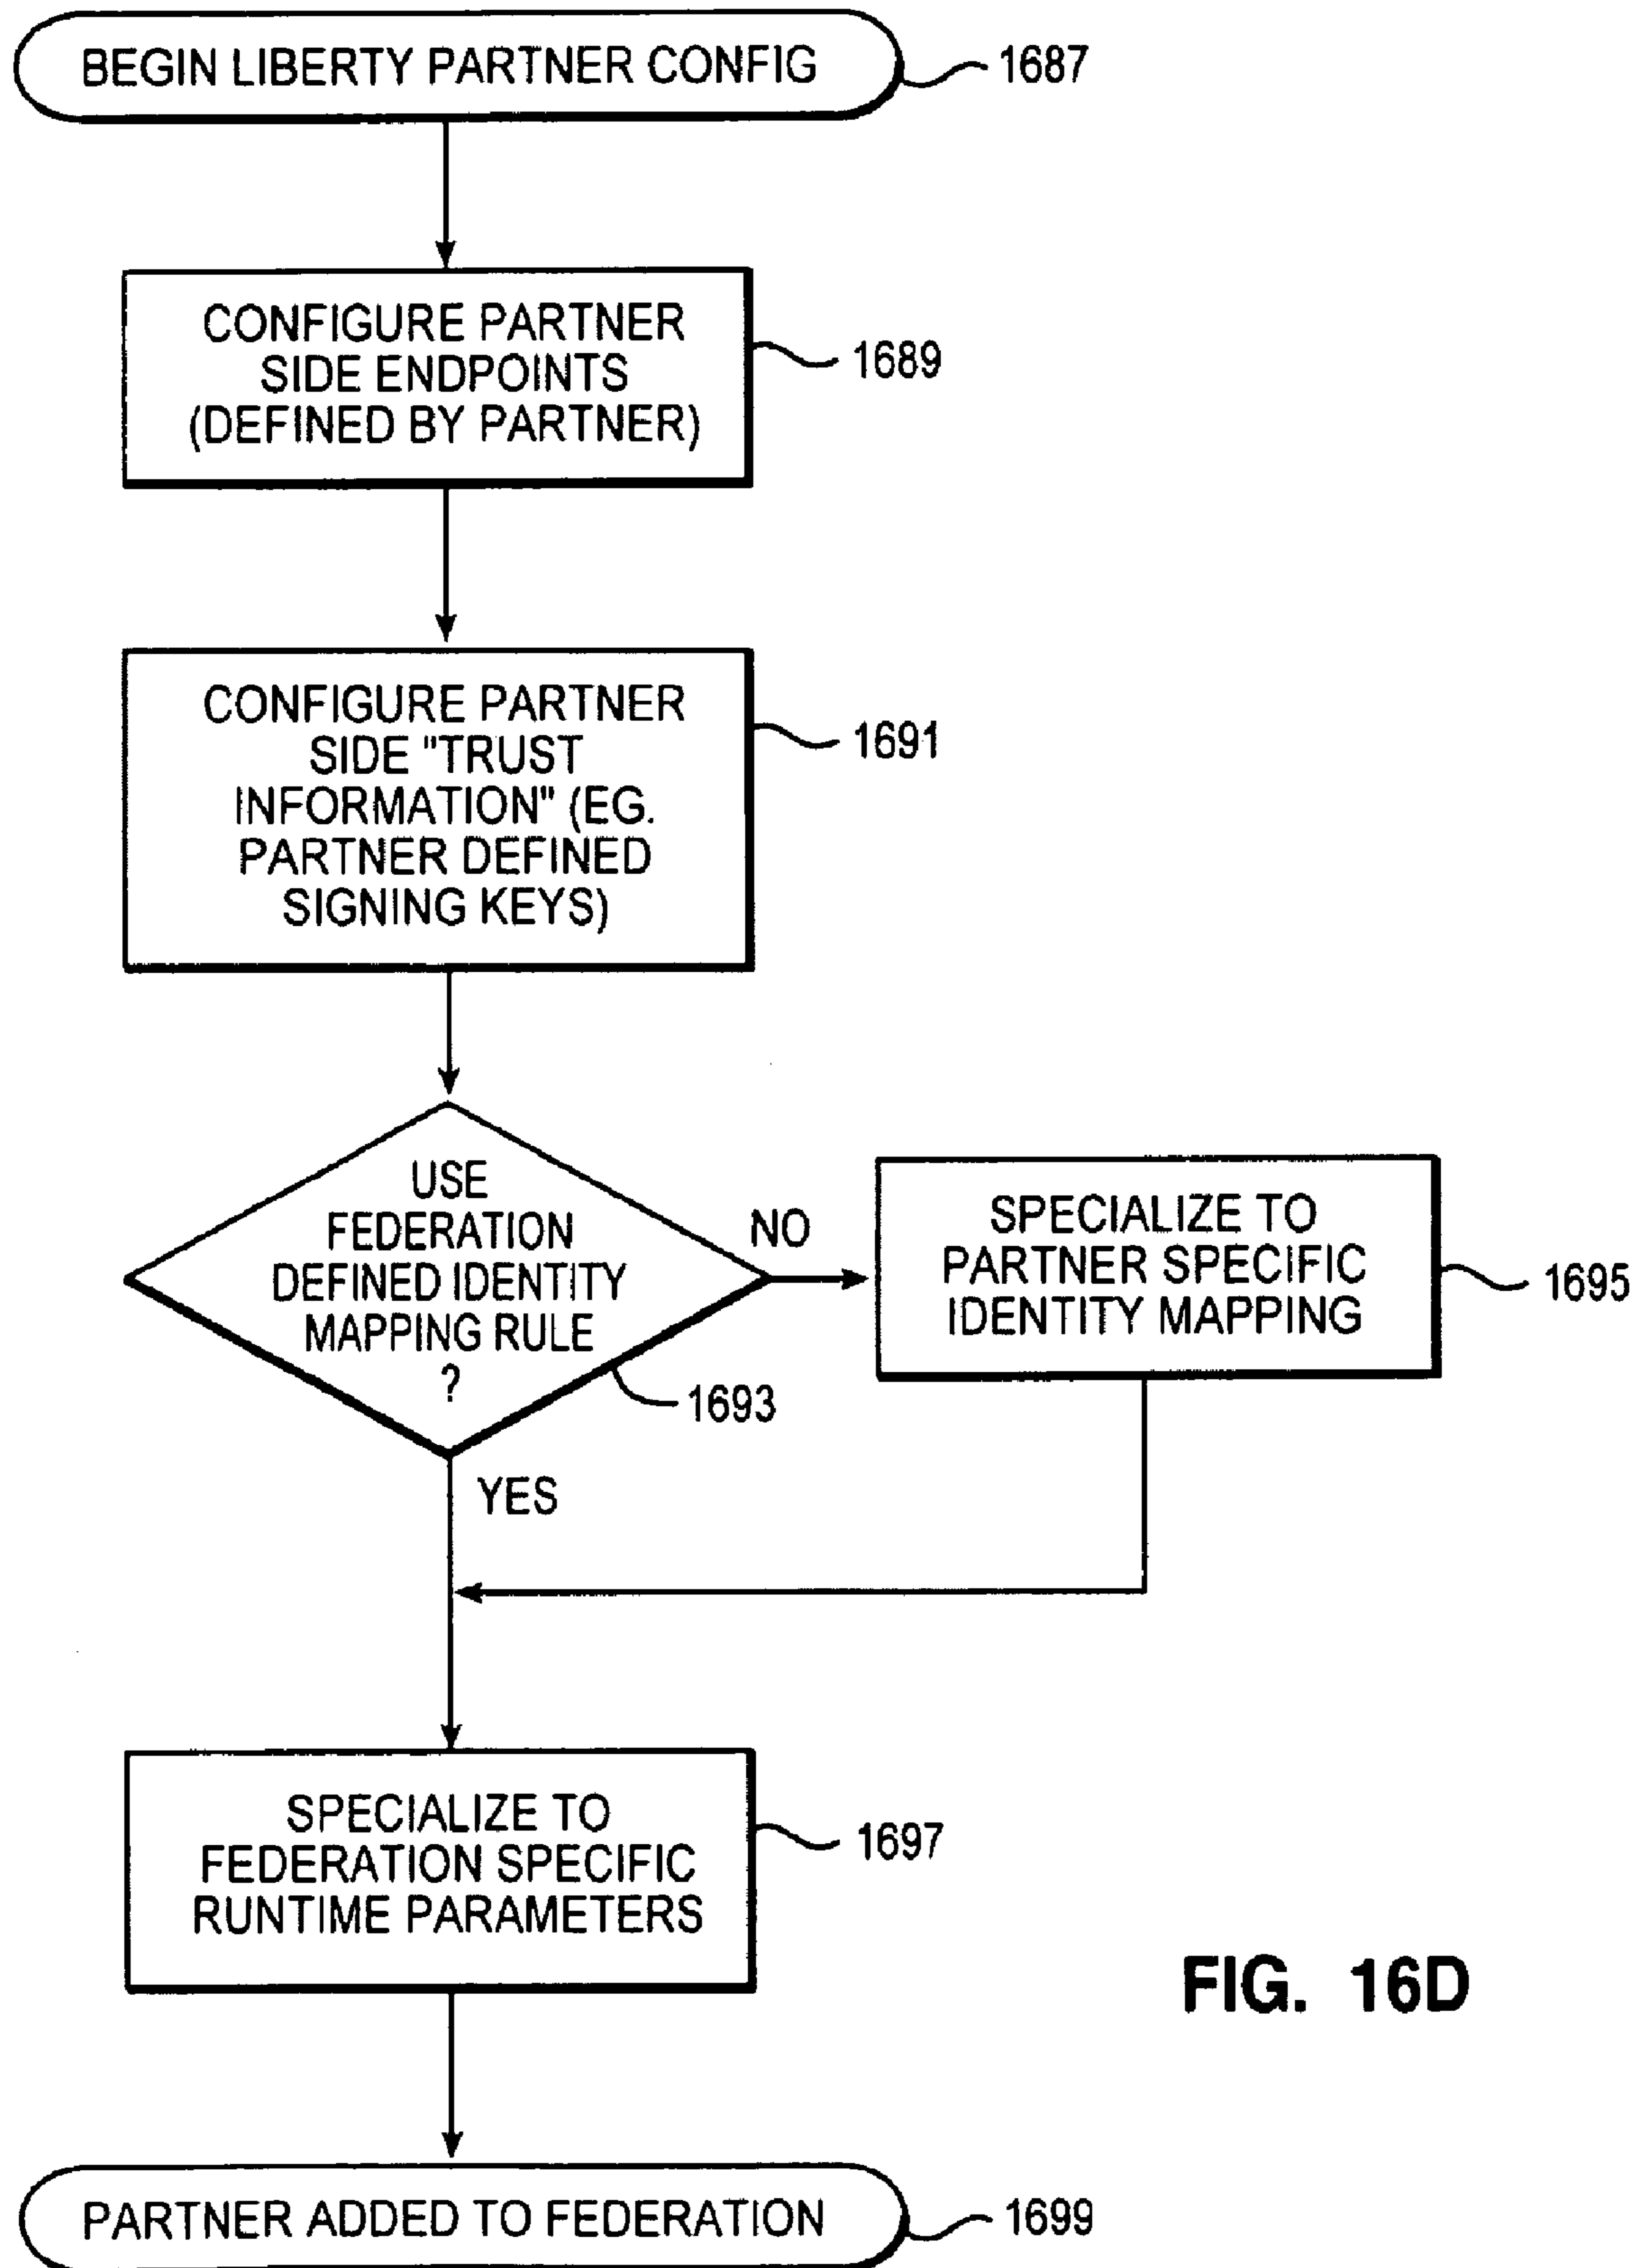 BEGIN LIBERTY PARTNER CONFIG
1687
CONFIGURE PARTNER
SIDE ENDPOINTS
(DEFINED BY PARTNER)
1689
CONFIGURE PARTNER
SIDE "TRUST
INFORMATION" (EG.
PARTNER DEFINED
SIGNING KEYS)
1691
USE
FEDERATION
DEFINED IDENTITY
MAPPING RULE
?
1693
NO
SPECIALIZE TO
PARTNER SPECIFIC
IDENTITY MAPPING
1695
YES
SPECIALIZE TO
FEDERATION SPECIFIC
RUNTIME PARAMETERS
1697
FIG. 16D
PARTNER ADDED TO FEDERATION
1699